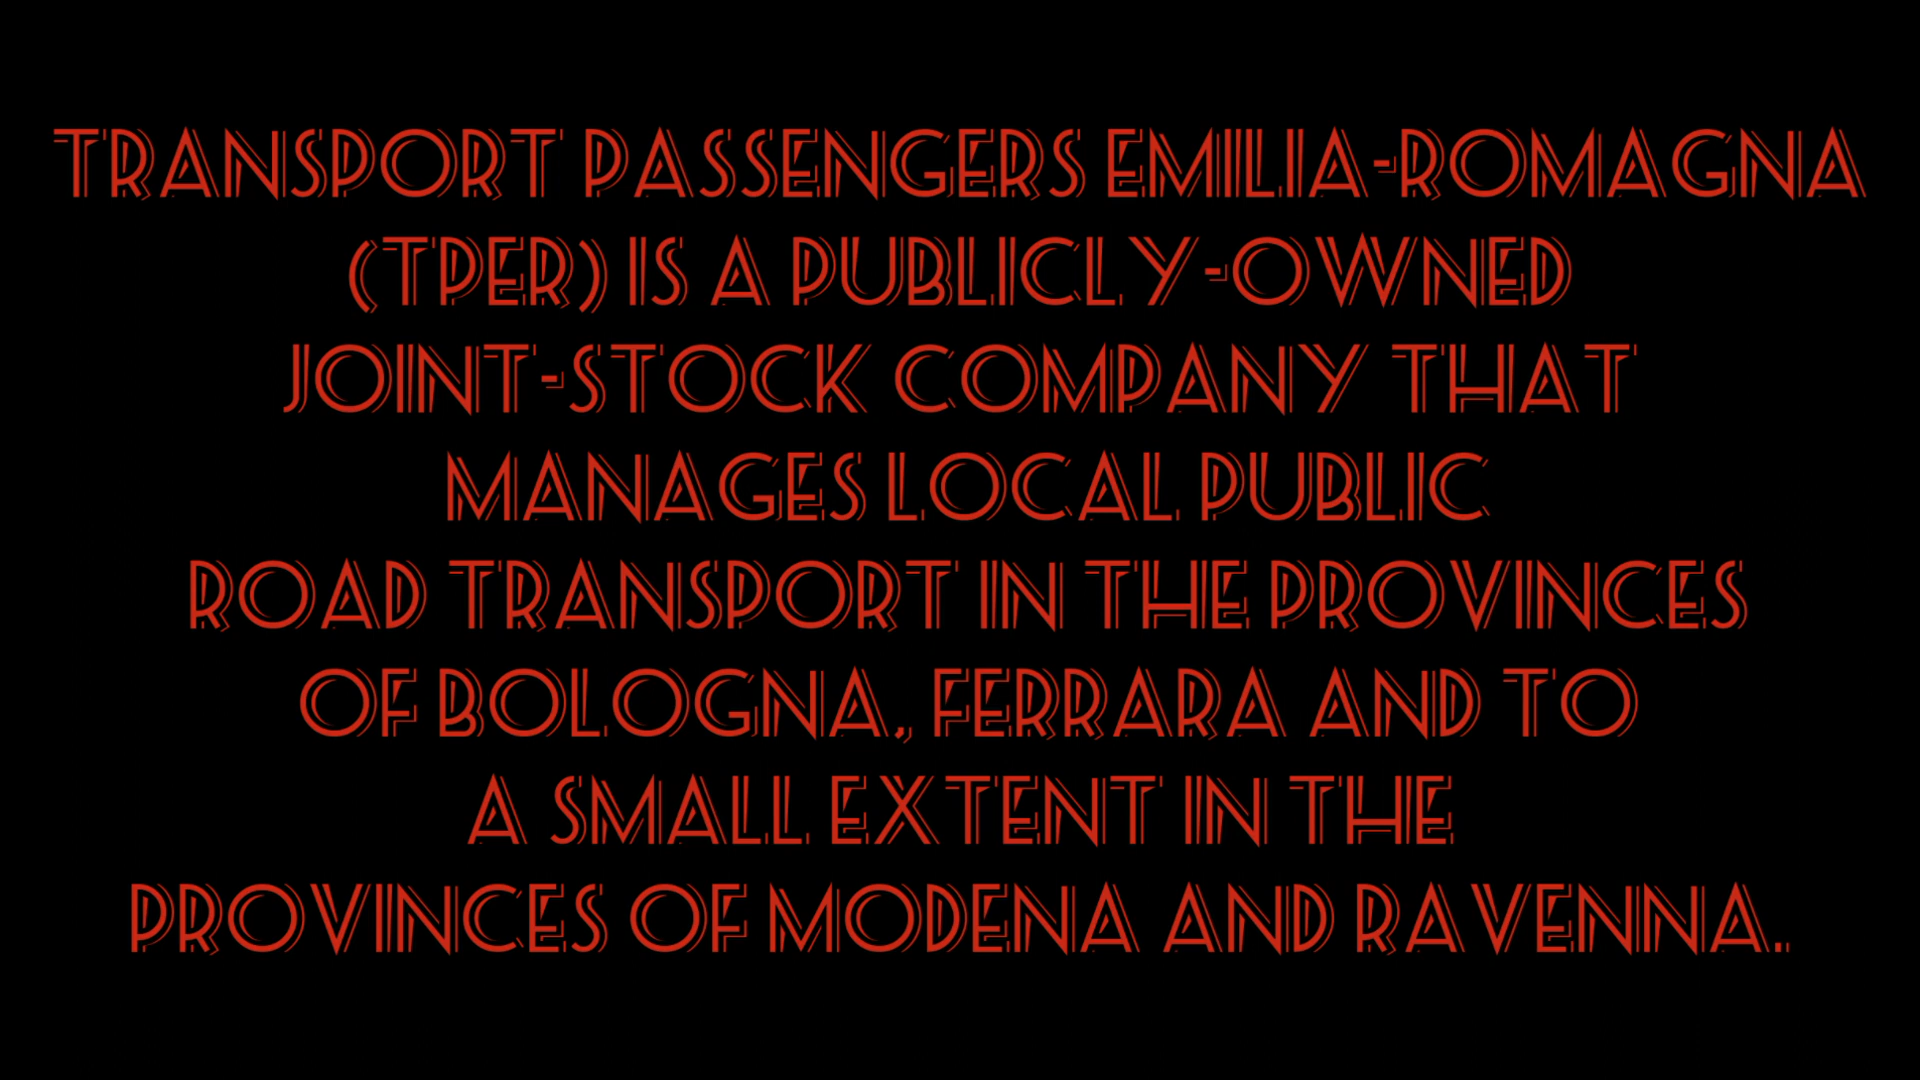 TRANSPORT PASSENGERS EMILIA-ROMAGNA
(TPER) IS A PUBLICLY-OWNED
JOINT-STOCK COMPANY THAT
MANAGES LOCAL PUBLIC
ROAD TRANSPORT IN THE PROVINCES
OF BOLOGNA, FERRARA AND TO
A SMALL EXTENT IN THE
PROVINCES OF MODENA AND RAVENNA.